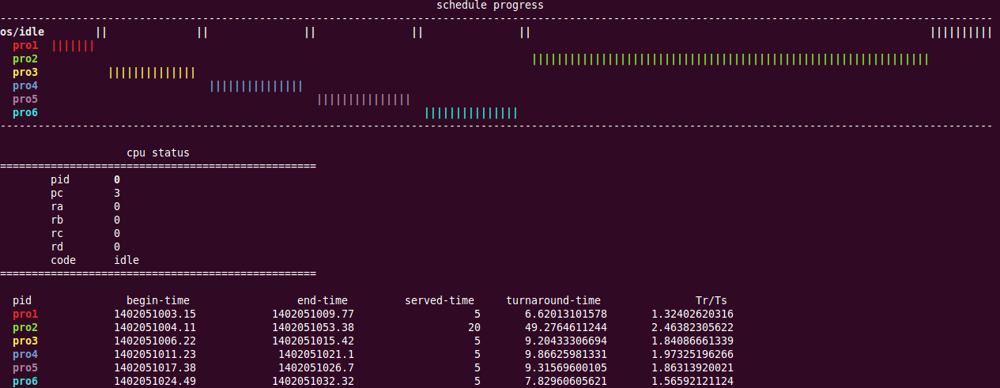 schedule progress
os/idle
pro1
pro2
pro3
pro4
pro5
pro6
cpu status
pid 0
pc 3
ra 0
rb 0
rc 0
rd 0
code idle
pid begin-time end-time served-time turnaround-time Tr/Ts
pro1 1402051003.15 1402051009.77 5 6.62013101578 1.32402620316
pro2 1402051004.11 1402051053.38 20 49.2764611244 2.46382305622
pro3 1402051006.22 1402051015.42 5 9.20433306694 1.84086661339
pro4 1402051011.23 1402051021.1 5 9.86625981331 1.97325196266
pro5 1402051017.38 1402051026.7 5 9.31569600105 1.86313920021
pro6 1402051024.49 1402051032.32 5 7.82960605621 1.56592121124